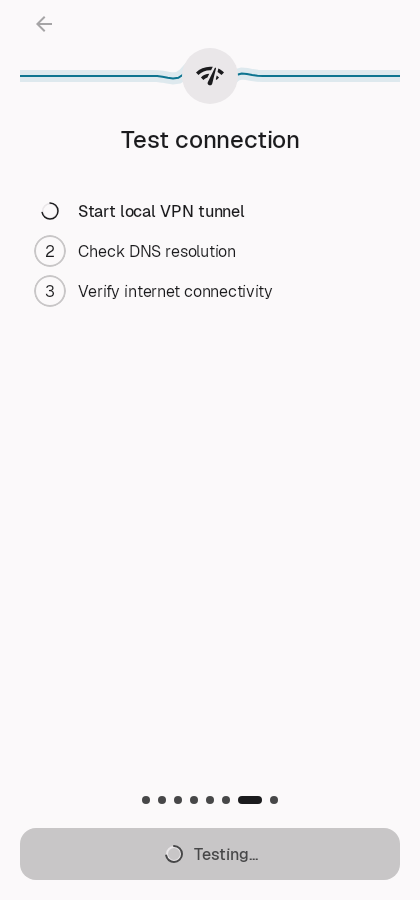 Test connection
Start local VPN tunnel
2 Check DNS resolution
3 Verify internet connectivity
Testing...